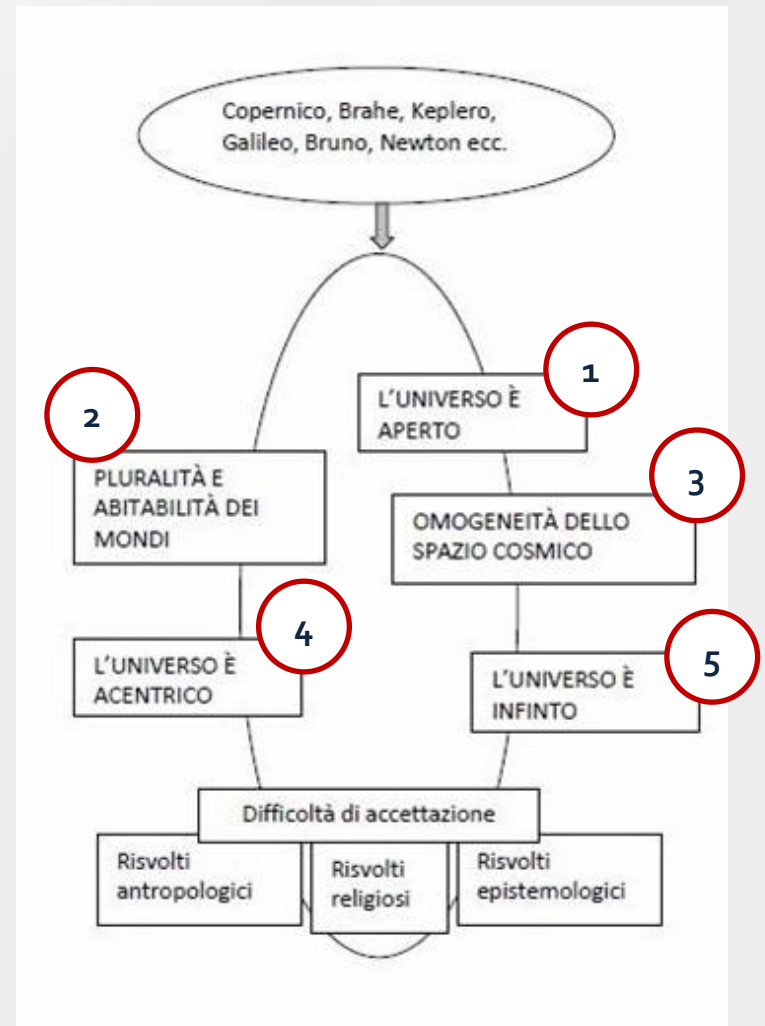 Copernico, Brahe, Keplero,
Galileo, Bruno, Newton ecc.
1
L'UNIVERSO È
APERTO
2
PLURALITÀ E
ABITABILITÀ DEI
MONDI
3
OMOGENEITÀ DELLO
SPAZIO COSMICO
4
L'UNIVERSO È
ACENTRICO
5
L'UNIVERSO È
INFINTO
Difficoltà di accettazione
Risvolti
antropologici
Risvolti
religiosi
Risvolti
epistemologici